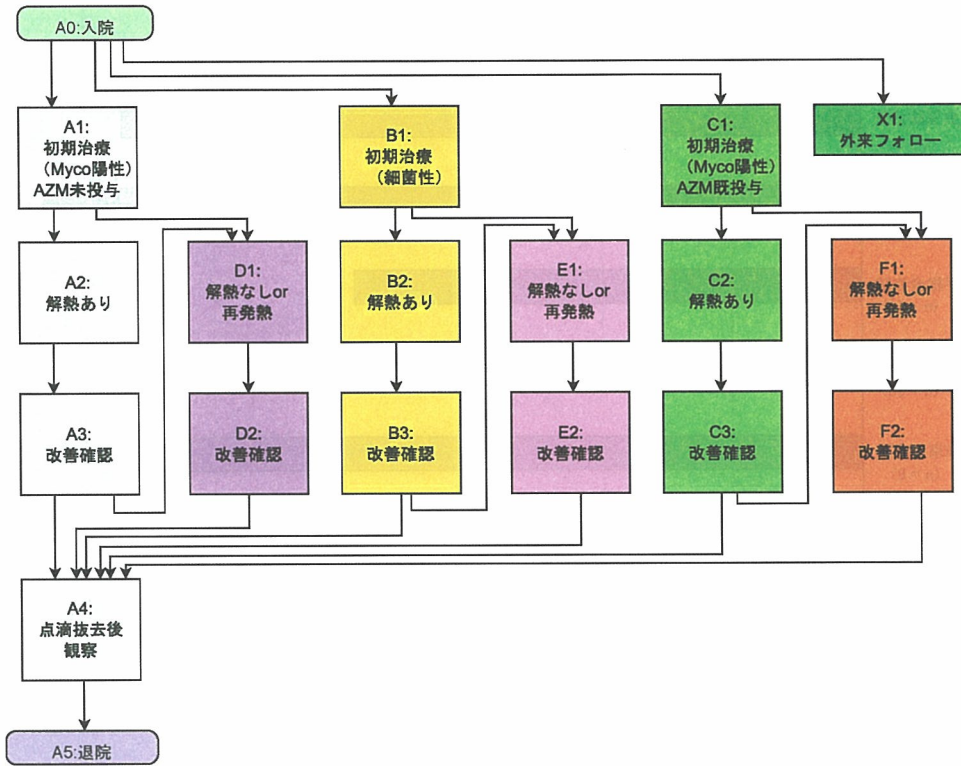 A0:入院
A1:
初期治療
（Myco陽性）
AZM未投与
B1:
初期治療
（細菌性）
C1:
初期治療
（Myco陽性）
AZM既投与
X1:
外来フォロー
A2:
解熱あり
D1:
解熱なしor
再発熱
B2:
解熱あり
E1:
解熱なしor
再発熱
C2:
解熱あり
F1:
解熱なしor
再発熱
A3:
改善確認
D2:
改善確認
B3:
改善確認
E2:
改善確認
C3:
改善確認
F2:
改善確認
A4:
点滴抜去後
観察
A5:退院